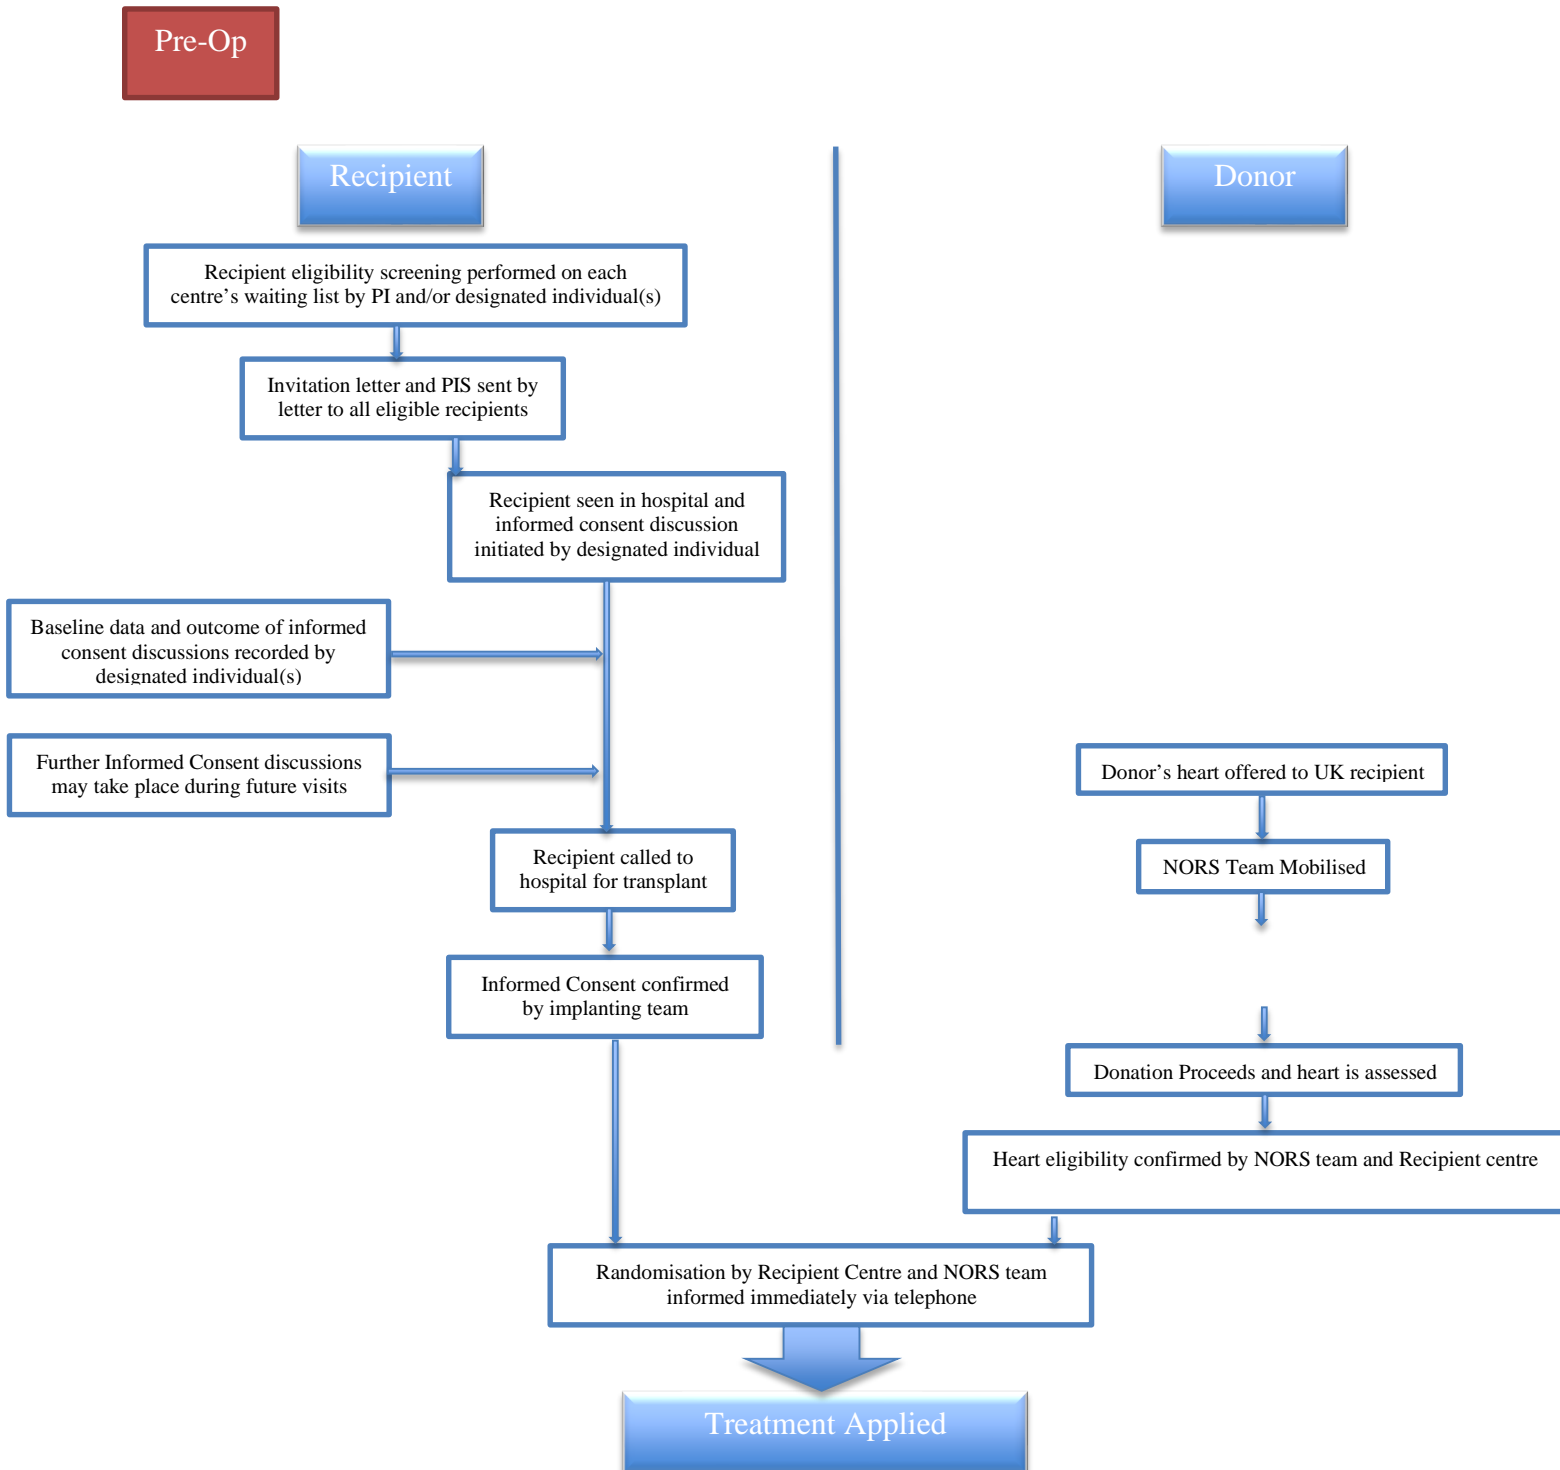 Pre-Op
Recipient
Donor
Recipient eligibility screening performed on each
centre's waiting list by PI and/or designated individual(s)
Invitation letter and PIS sent by
letter to all eligible recipients
Recipient seen in hospital and
informed consent discussion
initiated by designated individual
Baseline data and outcome of informed
consent discussions recorded by
designated individual(s)
Further Informed Consent discussions
may take place during future visits
Donor's heart offered to UK recipient
Recipient called to
hospital for transplant
NORS Team Mobilised
Informed Consent confirmed
by implanting team
Donation Proceeds and heart is assessed
Heart eligibility confirmed by NORS team and Recipient centre
Randomisation by Recipient Centre and NORS team
informed immediately via telephone
Treatment Applied